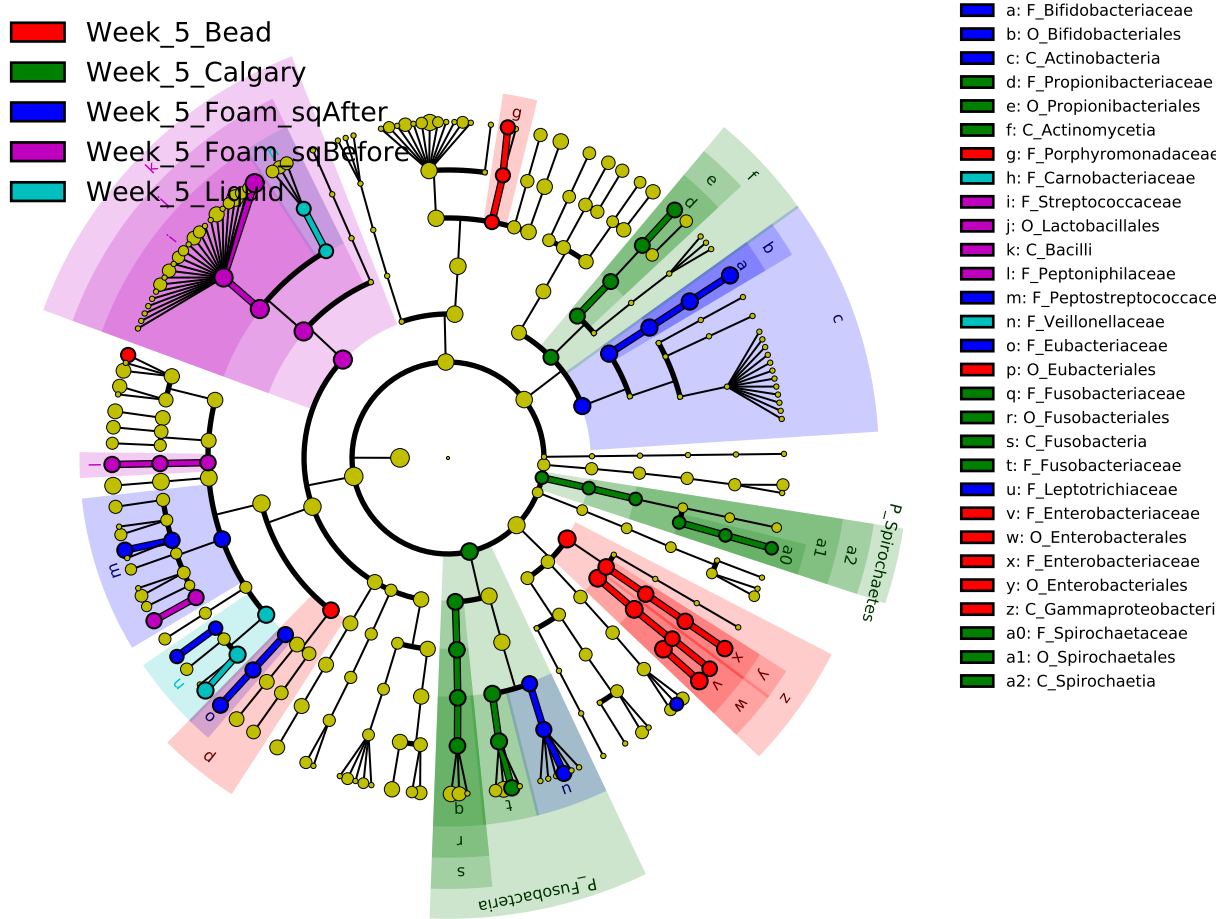 Week_5_Bead
Week_5_Calgary
Week_5_Foam_sqAfter
Week_5_Foam_sqBefore
Week_5_Liquid
a: F_Bifidobacteriaceae
b: O_Bifidobacteriales
c: C_Actinobacteria
d: F_Propionibacteriaceae
e: O_Propionibacteriales
f: C_Actinomycetia
g: F_Porphyromonadaceae
h: F_Carnobacteriaceae
i: F_Streptococcaceae
j: O_Lactobacillales
k: C_Bacilli
l: F_Peptoniphilaceae
m: F_Peptostreptococcace
n: F_Veillonellaceae
o: F_Eubacteriaceae
p: O_Eubacteriales
q: F_Fusobacteriaceae
r: O_Fusobacteriales
s: C_Fusobacteria
t: F_Fusobacteriaceae
u: F_Leptotrichiaceae
v: F_Enterobacteriaceae
w: O_Enterobacterales
x: F_Enterobacteriaceae
y: O_Enterobacteriales
z: C_Gammaproteobacteri
a0: F_Spirochaetaceae
a1: O_Spirochaetales
a2: C_Spirochaetia
g
f
e
d
b
a
c
k
i
l
m
n
o
p
q
r
s
t
u
v
w
x
y
z
a0
a1
a2
P_Spirochaetes
P_Fusobacteria